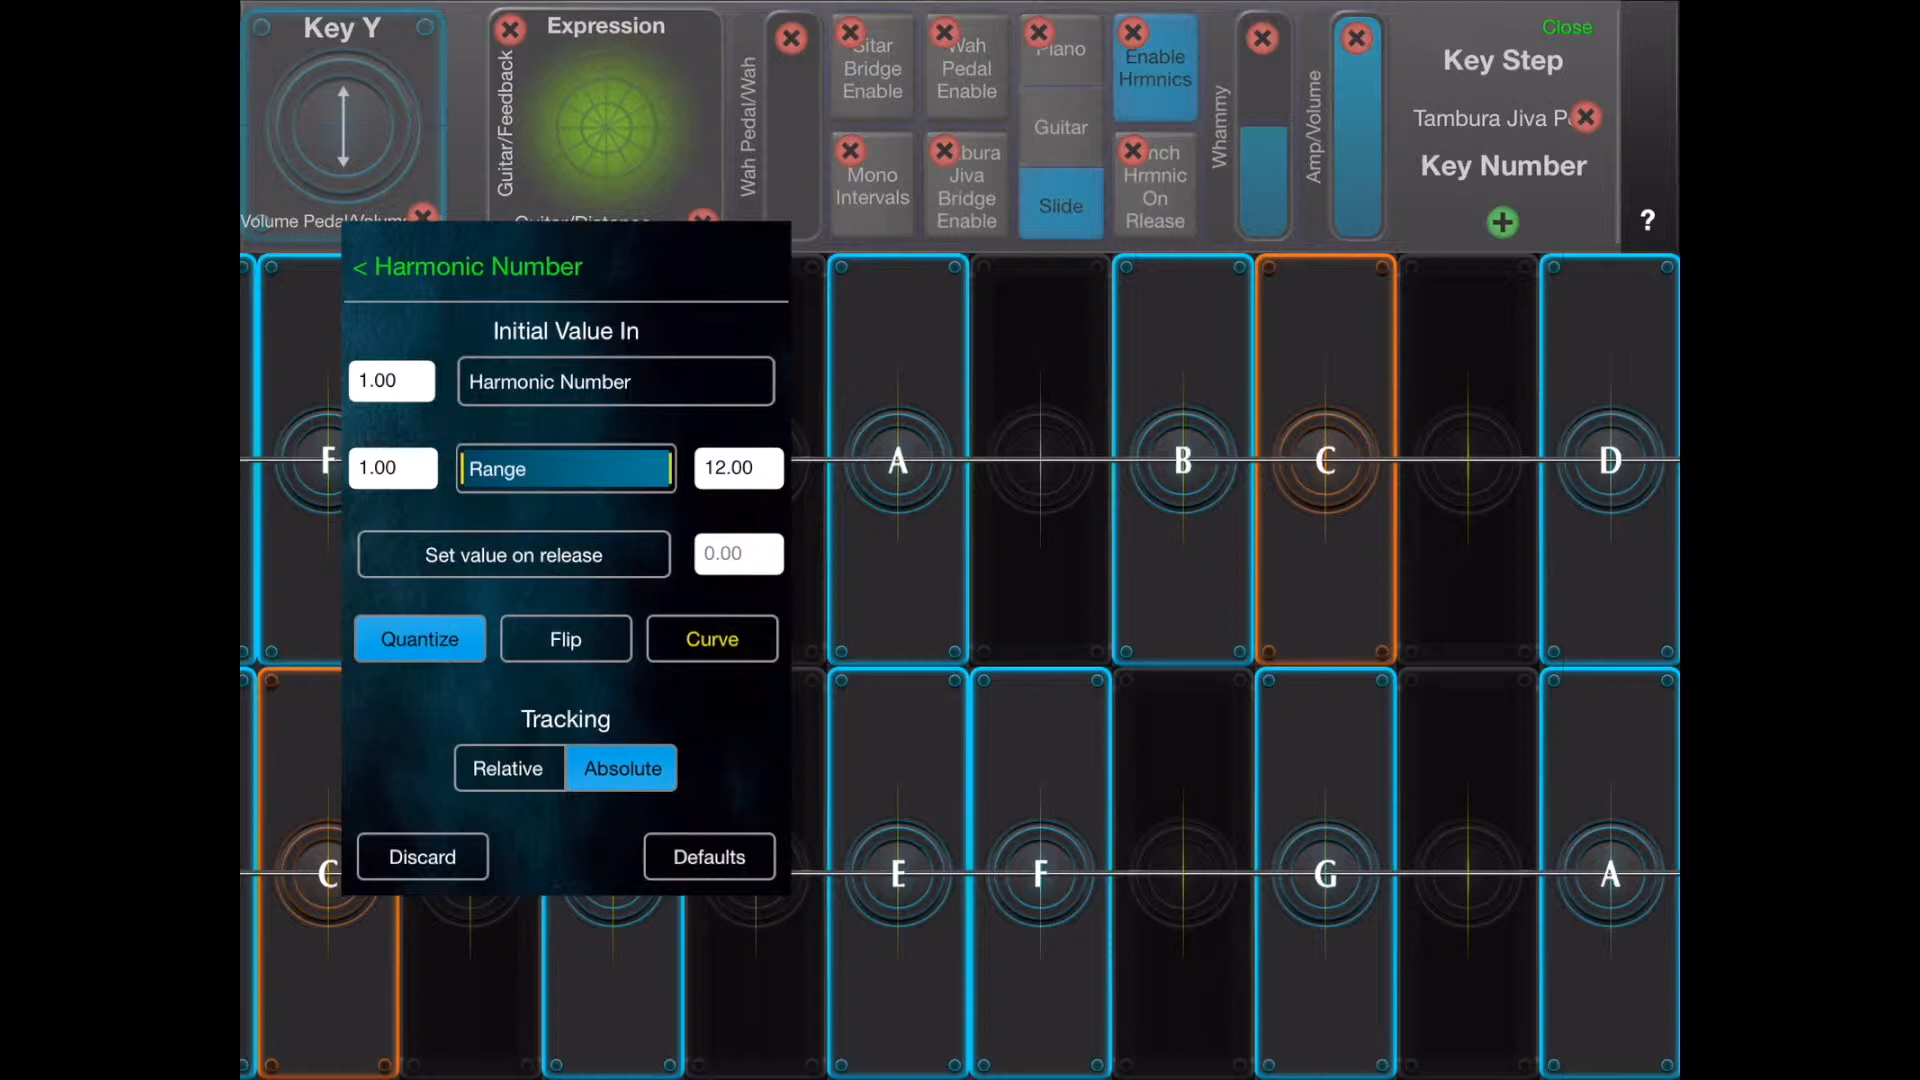 Key Y
Volume Pedal/Volume
Expression
Guitar/Feedback
Guitar/Distance
Wah Pedal/Wah
Sitar
Bridge
Enable
Wah
Pedal
Enable
Piano
Enable
Hrmnics
Mono
Intervals
Jiva
Bridge
Enable
Guitar
Slide
Hrmnic
On
Rlease
Whammy
Amp/Volume
Close
Key Step
Tambura Jiva P
Key Number
?
< Harmonic Number
Initial Value In
1.00 Harmonic Number
1.00 Range 12.00
Set value on release 0.00
Quantize Flip Curve
Tracking
Relative Absolute
Discard Defaults
F A B C D
C E F G A